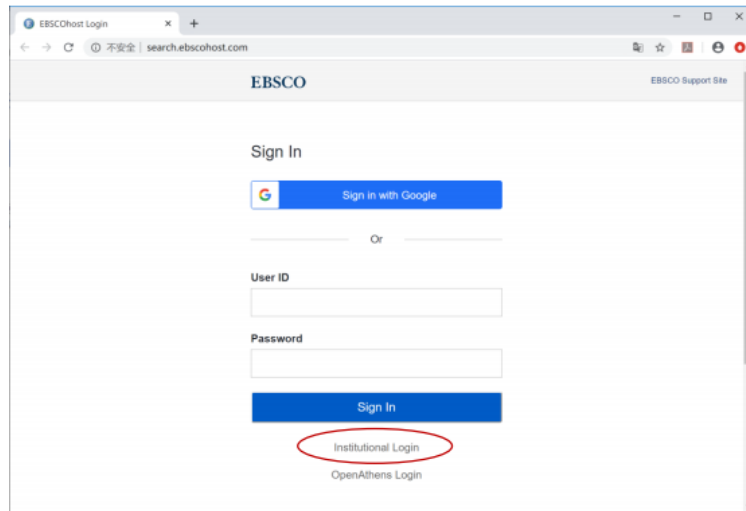 EBSCOhost Login
不安全 | search.ebscohost.com
EBSCO
EBSCO Support Site
Sign In
Sign in with Google
Or
User ID
Password
Sign In
Institutional Login
OpenAthens Login